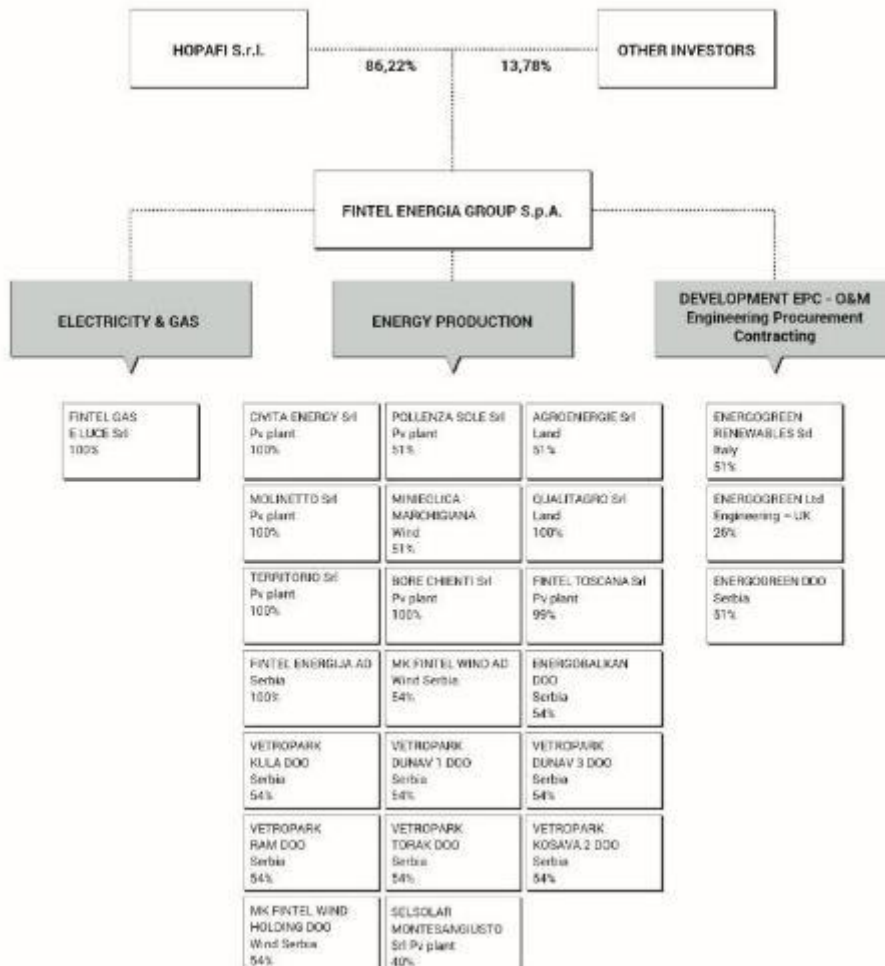 HOPAFI S.r.l.
86,22%
13,78%
OTHER INVESTORS
FINTEL ENERGIA GROUP S.p.A.
ELECTRICITY & GAS
ENERGY PRODUCTION
DEVELOPMENT EPC - O&M
Engineering Procurement
Contracting
FINTEL GAS
E LUCE Srl
100%
CIVITA ENERGY Srl
Pv plant
100%
POLLENZA SOLE Srl
Pv plant
51%
AGROENERGIE Srl
Land
51%
ENERGOGREEN
RENEWABLES Srl
Italy
51%
MOLINETTO Srl
Pv plant
100%
MINIEOLICA
MARCHIGIANA
Wind
51%
QUALITAGRO Srl
Land
100%
ENERGOGREEN Ltd
Engineering – UK
26%
TERRITORIO Srl
Pv plant
100%
BORE CHIENTI Srl
Pv plant
100%
FINTEL TOSCANA Srl
Pv plant
99%
ENERGOGREEN DOO
Serbia
51%
FINTEL ENERGIJA AD
Serbia
100%
MK FINTEL WIND AD
Wind Serbia
54%
ENERGOBALKAN
DOO
Serbia
54%
VETROPARK
KULA DOO
Serbia
54%
VETROPARK
DUNAV 1 DOO
Serbia
54%
VETROPARK
DUNAV 3 DOO
Serbia
54%
VETROPARK
RAM DOO
Serbia
54%
VETROPARK
TORAK DOO
Serbia
54%
VETROPARK
KOSAVA 2 DOO
Serbia
54%
MK FINTEL WIND
HOLDING DOO
Wind Serbia
54%
SELSOLAR
MONTESANGIUSTO
Srl Pv plant
40%